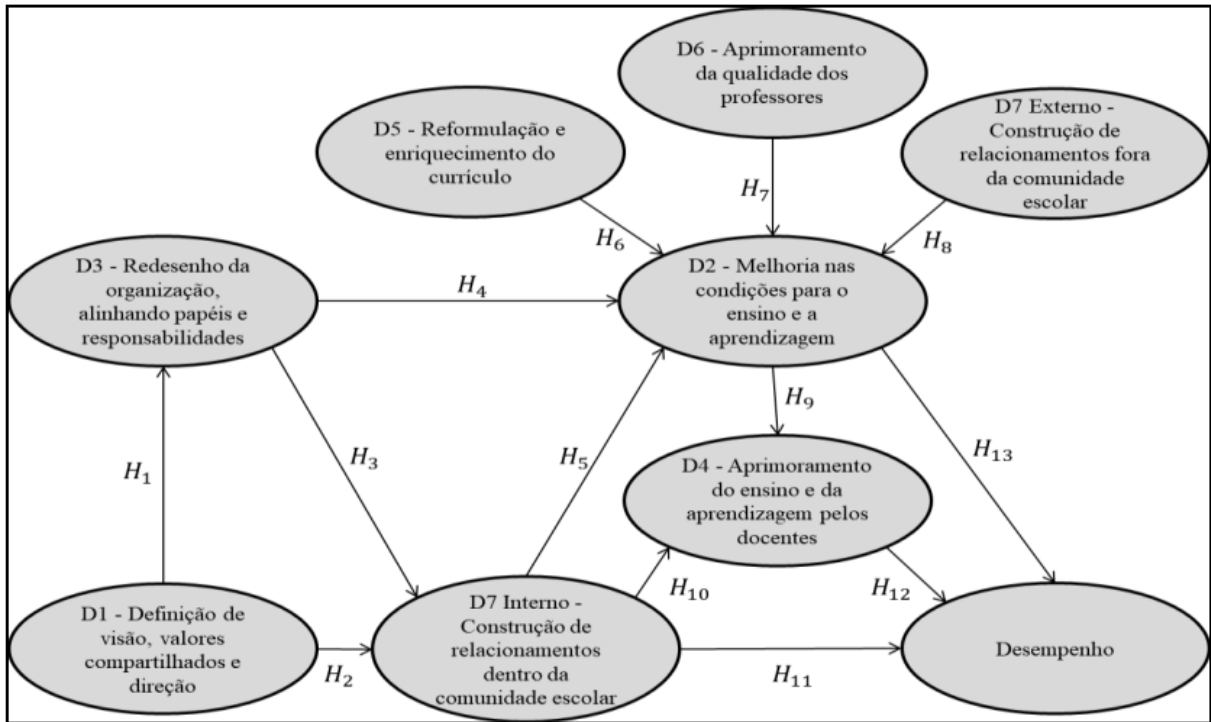 D6 - Aprimoramento
da qualidade dos
professores
D5 - Reformulação e
enriquecimento do
currículo
D7 Externo -
Construção de
relacionamentos fora
da comunidade
escolar
H7
H6
H8
D3 - Redesenho da
organização,
alinhando papéis e
responsabilidades
H4
D2 - Melhoria nas
condições para o
ensino e a
aprendizagem
H9
H1
H3
H5
H13
D4 - Aprimoramento
do ensino e da
aprendizagem pelos
docentes
H10
H12
D1 - Definição de
visão, valores
compartilhados e
direção
H2
D7 Interno -
Construção de
relacionamentos
dentro da
comunidade escolar
H11
Desempenho